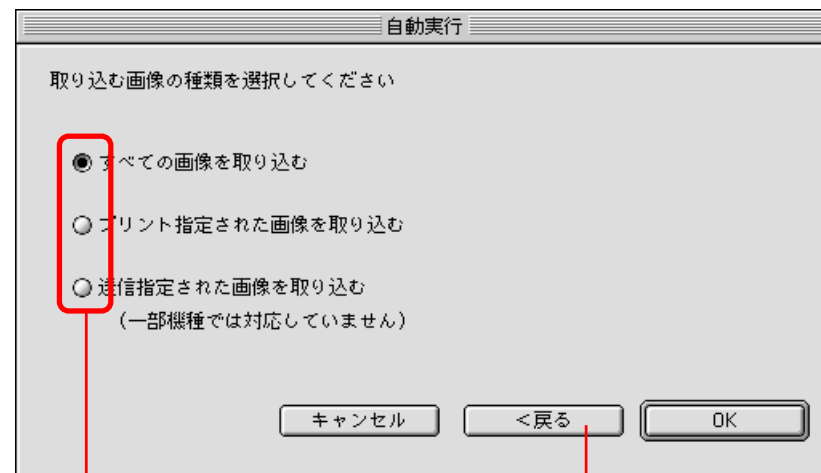 自動実行
取り込む画像の種類を選択してください
すべての画像を取り込む
プリント指定された画像を取り込む
送信指定された画像を取り込む
（一部機種では対応していません）
キャンセル <戻る OK